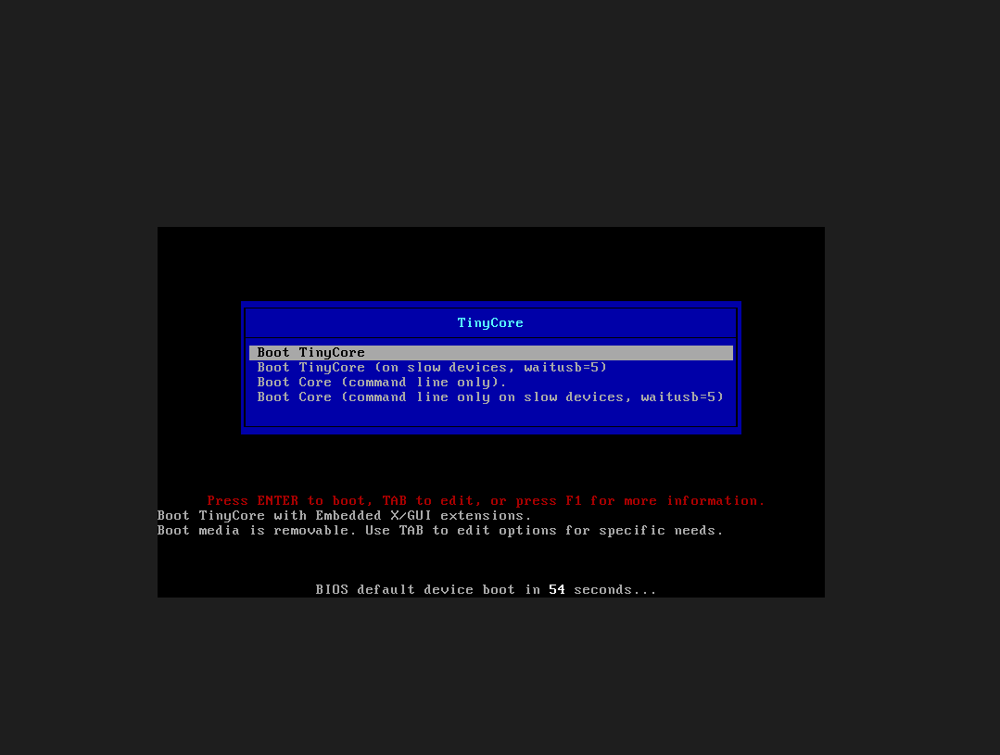 TinyCore
Boot TinyCore
Boot TinyCore (on slow devices, waitusb=5)
Boot Core (command line only).
Boot Core (command line only on slow devices, waitusb=5)
Press ENTER to boot, TAB to edit, or press F1 for more information.
Boot TinyCore with Embedded X/GUI extensions.
Boot media is removable. Use TAB to edit options for specific needs.
BIOS default device boot in 54 seconds...